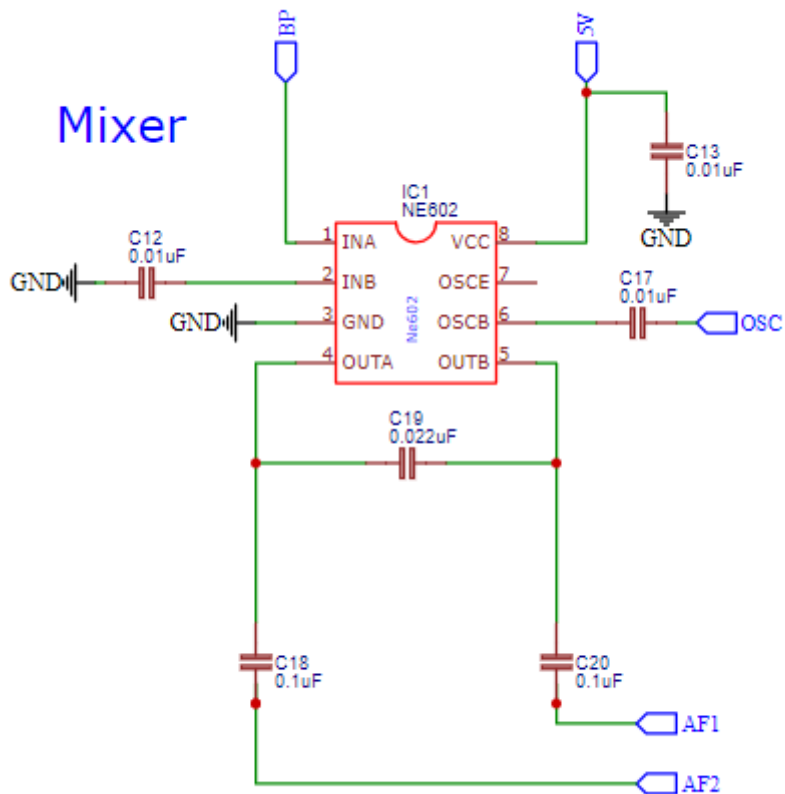 BP
5V
Mixer
C13
0.01uF
GND
IC1
NE602
C12
0.01uF
GND
1 INA
VCC 8
2 INB
OSCE 7
3 GND
OSCB 6
4 OUTA
OUTB 5
Ne602
GND
C17
0.01uF
OSC
C19
0.022uF
C18
0.1uF
C20
0.1uF
AF1
AF2